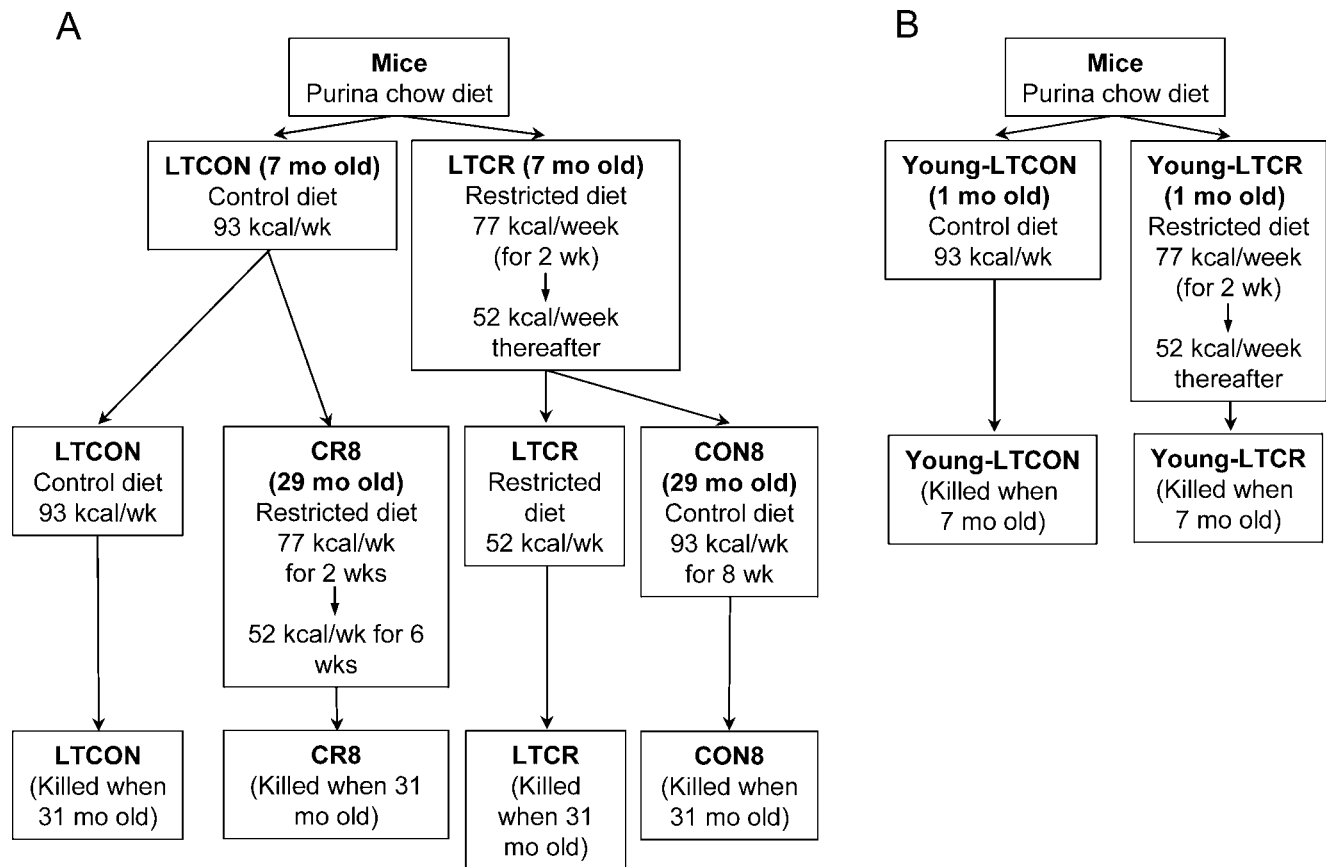 A
Mice
Purina chow diet
LTCON (7 mo old)
Control diet
93 kcal/wk
LTCR (7 mo old)
Restricted diet
77 kcal/week
(for 2 wk)
52 kcal/week
thereafter
LTCON
Control diet
93 kcal/wk
CR8
(29 mo old)
Restricted diet
77 kcal/wk
for 2 wks
52 kcal/wk for 6
wks
LTCR
Restricted
diet
52 kcal/wk
CON8
(29 mo old)
Control diet
93 kcal/wk
for 8 wk
LTCON
(Killed when
31 mo old)
CR8
(Killed when 31
mo old)
LTCR
(Killed
when 31
mo old)
CON8
(Killed when
31 mo old)
B
Mice
Purina chow diet
Young-LTCON
(1 mo old)
Control diet
93 kcal/wk
Young-LTCR
(1 mo old)
Restricted diet
77 kcal/week
(for 2 wk)
52 kcal/week
thereafter
Young-LTCON
(Killed when
7 mo old)
Young-LTCR
(Killed when
7 mo old)